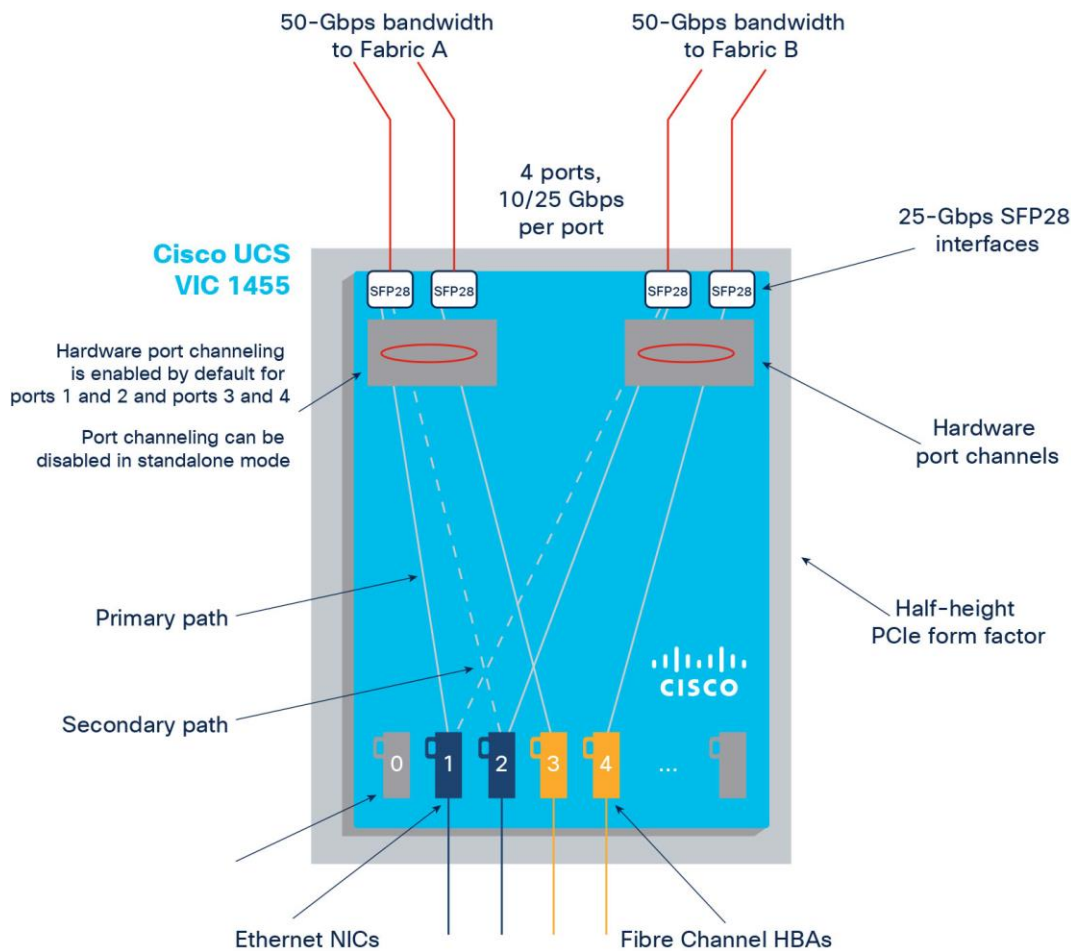 50-Gbps bandwidth
to Fabric A
50-Gbps bandwidth
to Fabric B
4 ports,
10/25 Gbps
per port
25-Gbps SFP28
interfaces
Cisco UCS
VIC 1455
SFP28
SFP28
SFP28
SFP28
Hardware port channeling
is enabled by default for
ports 1 and 2 and ports 3 and 4
Port channeling can be
disabled in standalone mode
Hardware
port channels
Primary path
Half-height
PCIe form factor
CISCO
Secondary path
0
1
2
3
4
...
Ethernet NICs
Fibre Channel HBAs